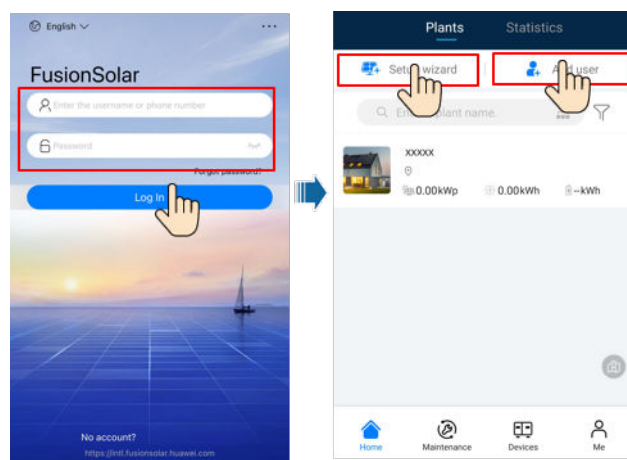 English
FusionSolar
Enter the username or phone number
Password
Forgot password?
Log In
No account?
https://intl.fusionsolar.huawei.com
Plants
Statistics
Setup wizard
Add user
plant name.
xxxxx
0.00kWp
0.00kWh
--kWh
Home
Maintenance
Devices
Me